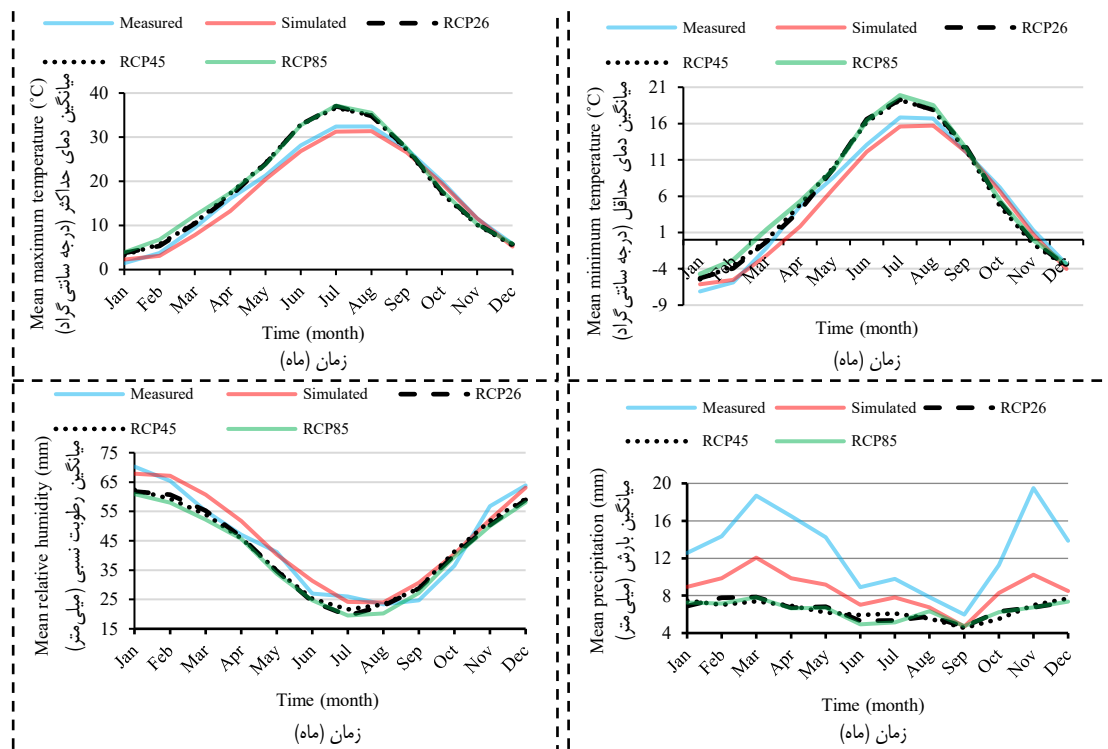 Measured Simulated RCP26
RCP45 RCP85
Mean maximum temperature (˚C)
میانگین دمای حداکثر (درجه سانتی‌گراد)
40
30
20
10
0
Jan Feb Mar Apr May Jun Jul Aug Sep Oct Nov Dec
Time (month)
زمان (ماه)
Measured Simulated RCP26
RCP45 RCP85
Mean minimum temperature (˚C)
میانگین دمای حداقل (درجه سانتی‌گراد)
21
16
11
6
1
-4
-9
Jan Feb Mar Apr May Jun Jul Aug Sep Oct Nov Dec
Time (month)
زمان (ماه)
Measured Simulated RCP26
RCP45 RCP85
Mean relative humidity (mm)
میانگین رطوبت نسبی (میلی‌متر)
75
65
55
45
35
25
15
Jan Feb Mar Apr May Jun Jul Aug Sep Oct Nov Dec
Time (month)
زمان (ماه)
Measured Simulated RCP26
RCP45 RCP85
Mean precipitation (mm)
میانگین بارش (میلی‌متر)
20
16
12
8
4
Jan Feb Mar Apr May Jun Jul Aug Sep Oct Nov Dec
Time (month)
زمان (ماه)